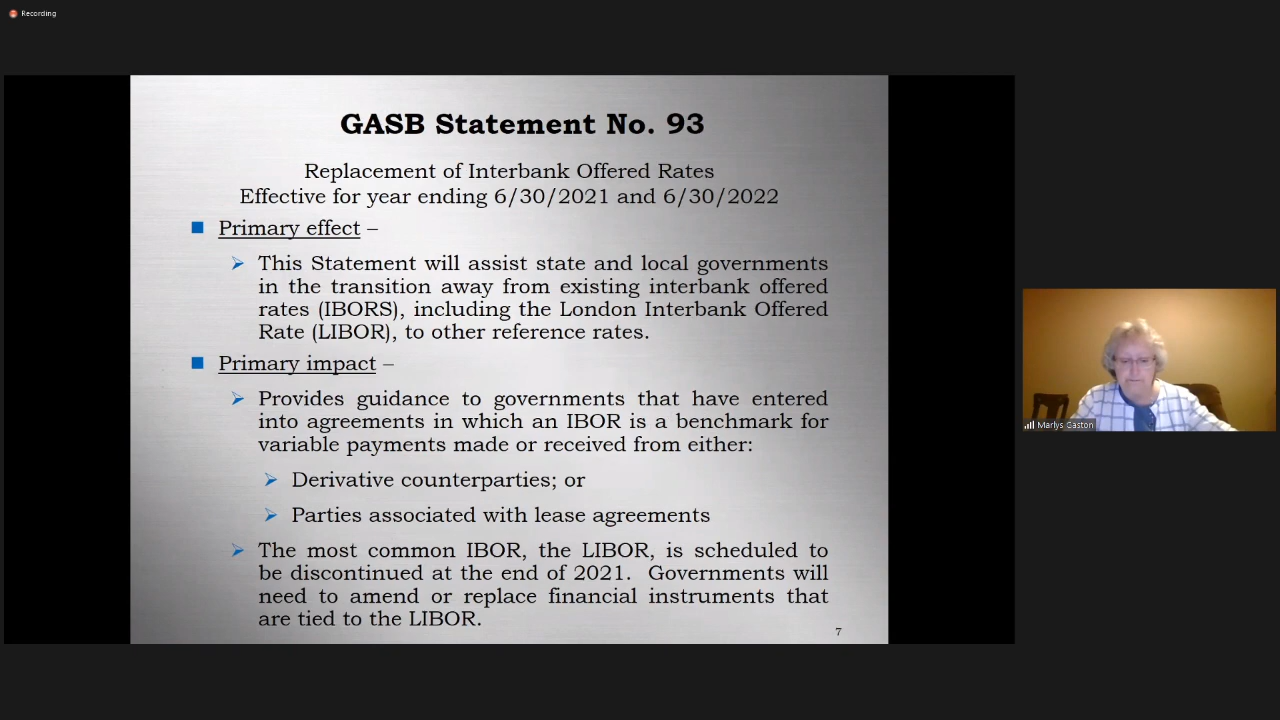 Recording
GASB Statement No. 93
Replacement of Interbank Offered Rates
Effective for year ending 6/30/2021 and 6/30/2022
Primary effect –
This Statement will assist state and local governments
in the transition away from existing interbank offered
rates (IBORS), including the London Interbank Offered
Rate (LIBOR), to other reference rates.
Primary impact –
Provides guidance to governments that have entered
into agreements in which an IBOR is a benchmark for
variable payments made or received from either:
Derivative counterparties; or
Parties associated with lease agreements
The most common IBOR, the LIBOR, is scheduled to
be discontinued at the end of 2021. Governments will
need to amend or replace financial instruments that
are tied to the LIBOR.
7
Marlys Gaston